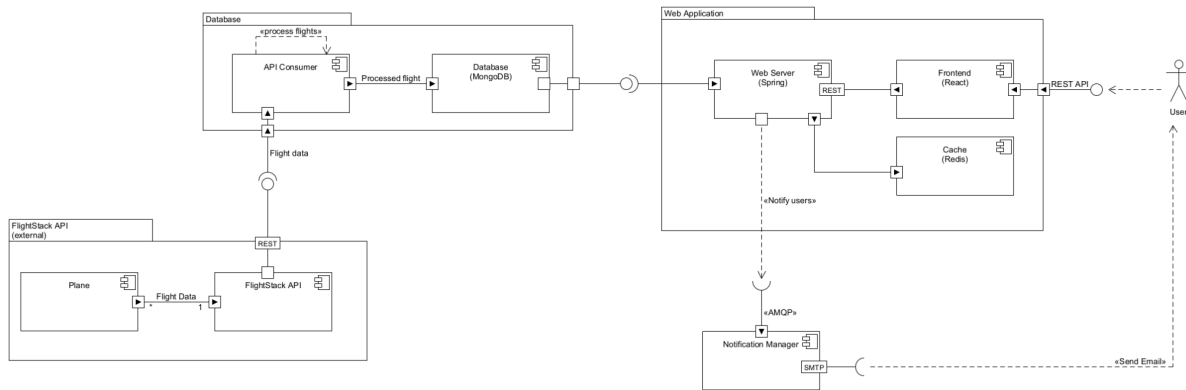 Database
«process flights»
API Consumer
Processed flight
Database
(MongoDB)
Flight data
Web Application
Web Server
(Spring)
REST
Frontend
(React)
REST API
User
Cache
(Redis)
«Notify users»
FlightStack API
(external)
REST
Plane
Flight Data
*
1
FlightStack API
«AMQP»
Notification Manager
SMTP
«Send Email»